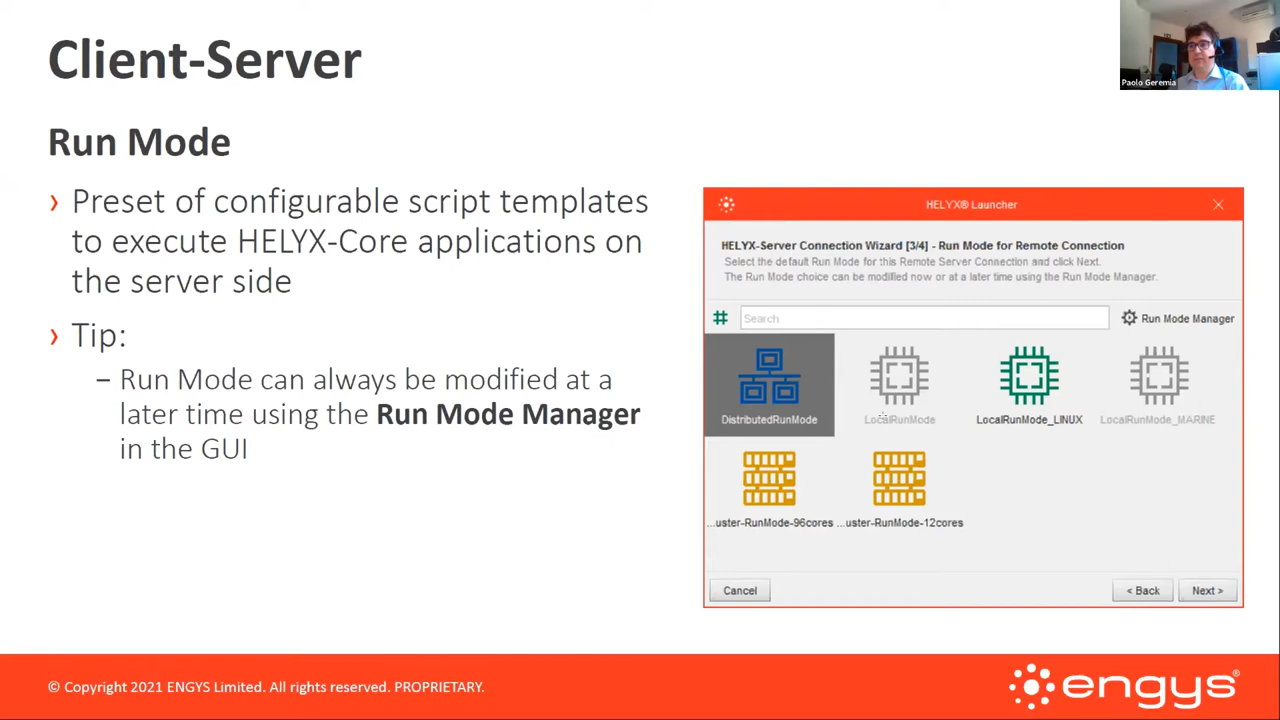 Client-Server
Paolo Geremia
Run Mode
› Preset of configurable script templates
to execute HELYX-Core applications on
the server side
› Tip:
– Run Mode can always be modified at a
later time using the Run Mode Manager
in the GUI
HELYX® Launcher
HELYX-Server Connection Wizard [3/4] - Run Mode for Remote Connection
Select the default Run Mode for this Remote Server Connection and click Next.
The Run Mode choice can be modified now or at a later time using the Run Mode Manager.
Search
Run Mode Manager
DistributedRunMode
LocalRunMode
LocalRunMode_LINUX
LocalRunMode_MARINE
...uster-RunMode-96cores
...uster-RunMode-12cores
Cancel
< Back
Next >
© Copyright 2021 ENGYS Limited. All rights reserved. PROPRIETARY.
engys®